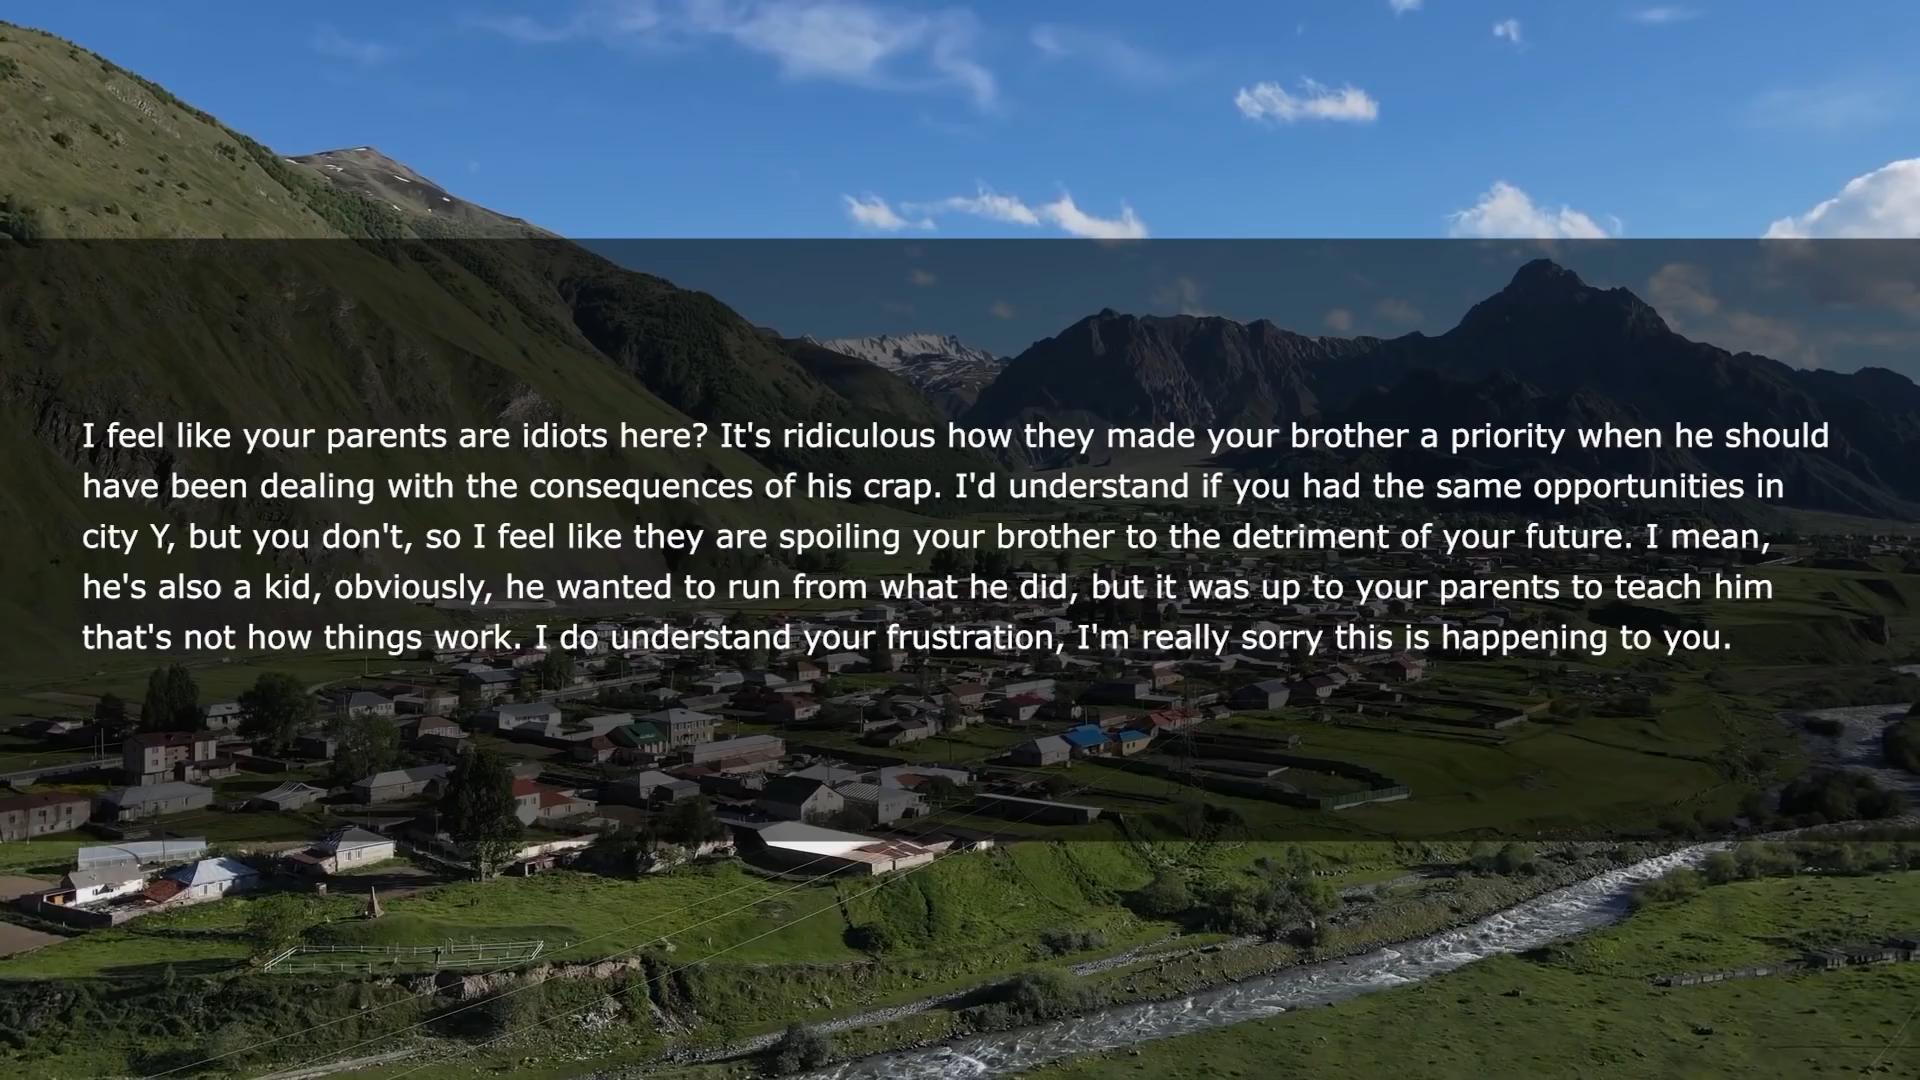 I feel like your parents are idiots here? It's ridiculous how they made your brother a priority when he should
have been dealing with the consequences of his crap. I'd understand if you had the same opportunities in
city Y, but you don't, so I feel like they are spoiling your brother to the detriment of your future. I mean,
he's also a kid, obviously, he wanted to run from what he did, but it was up to your parents to teach him
that's not how things work. I do understand your frustration, I'm really sorry this is happening to you.